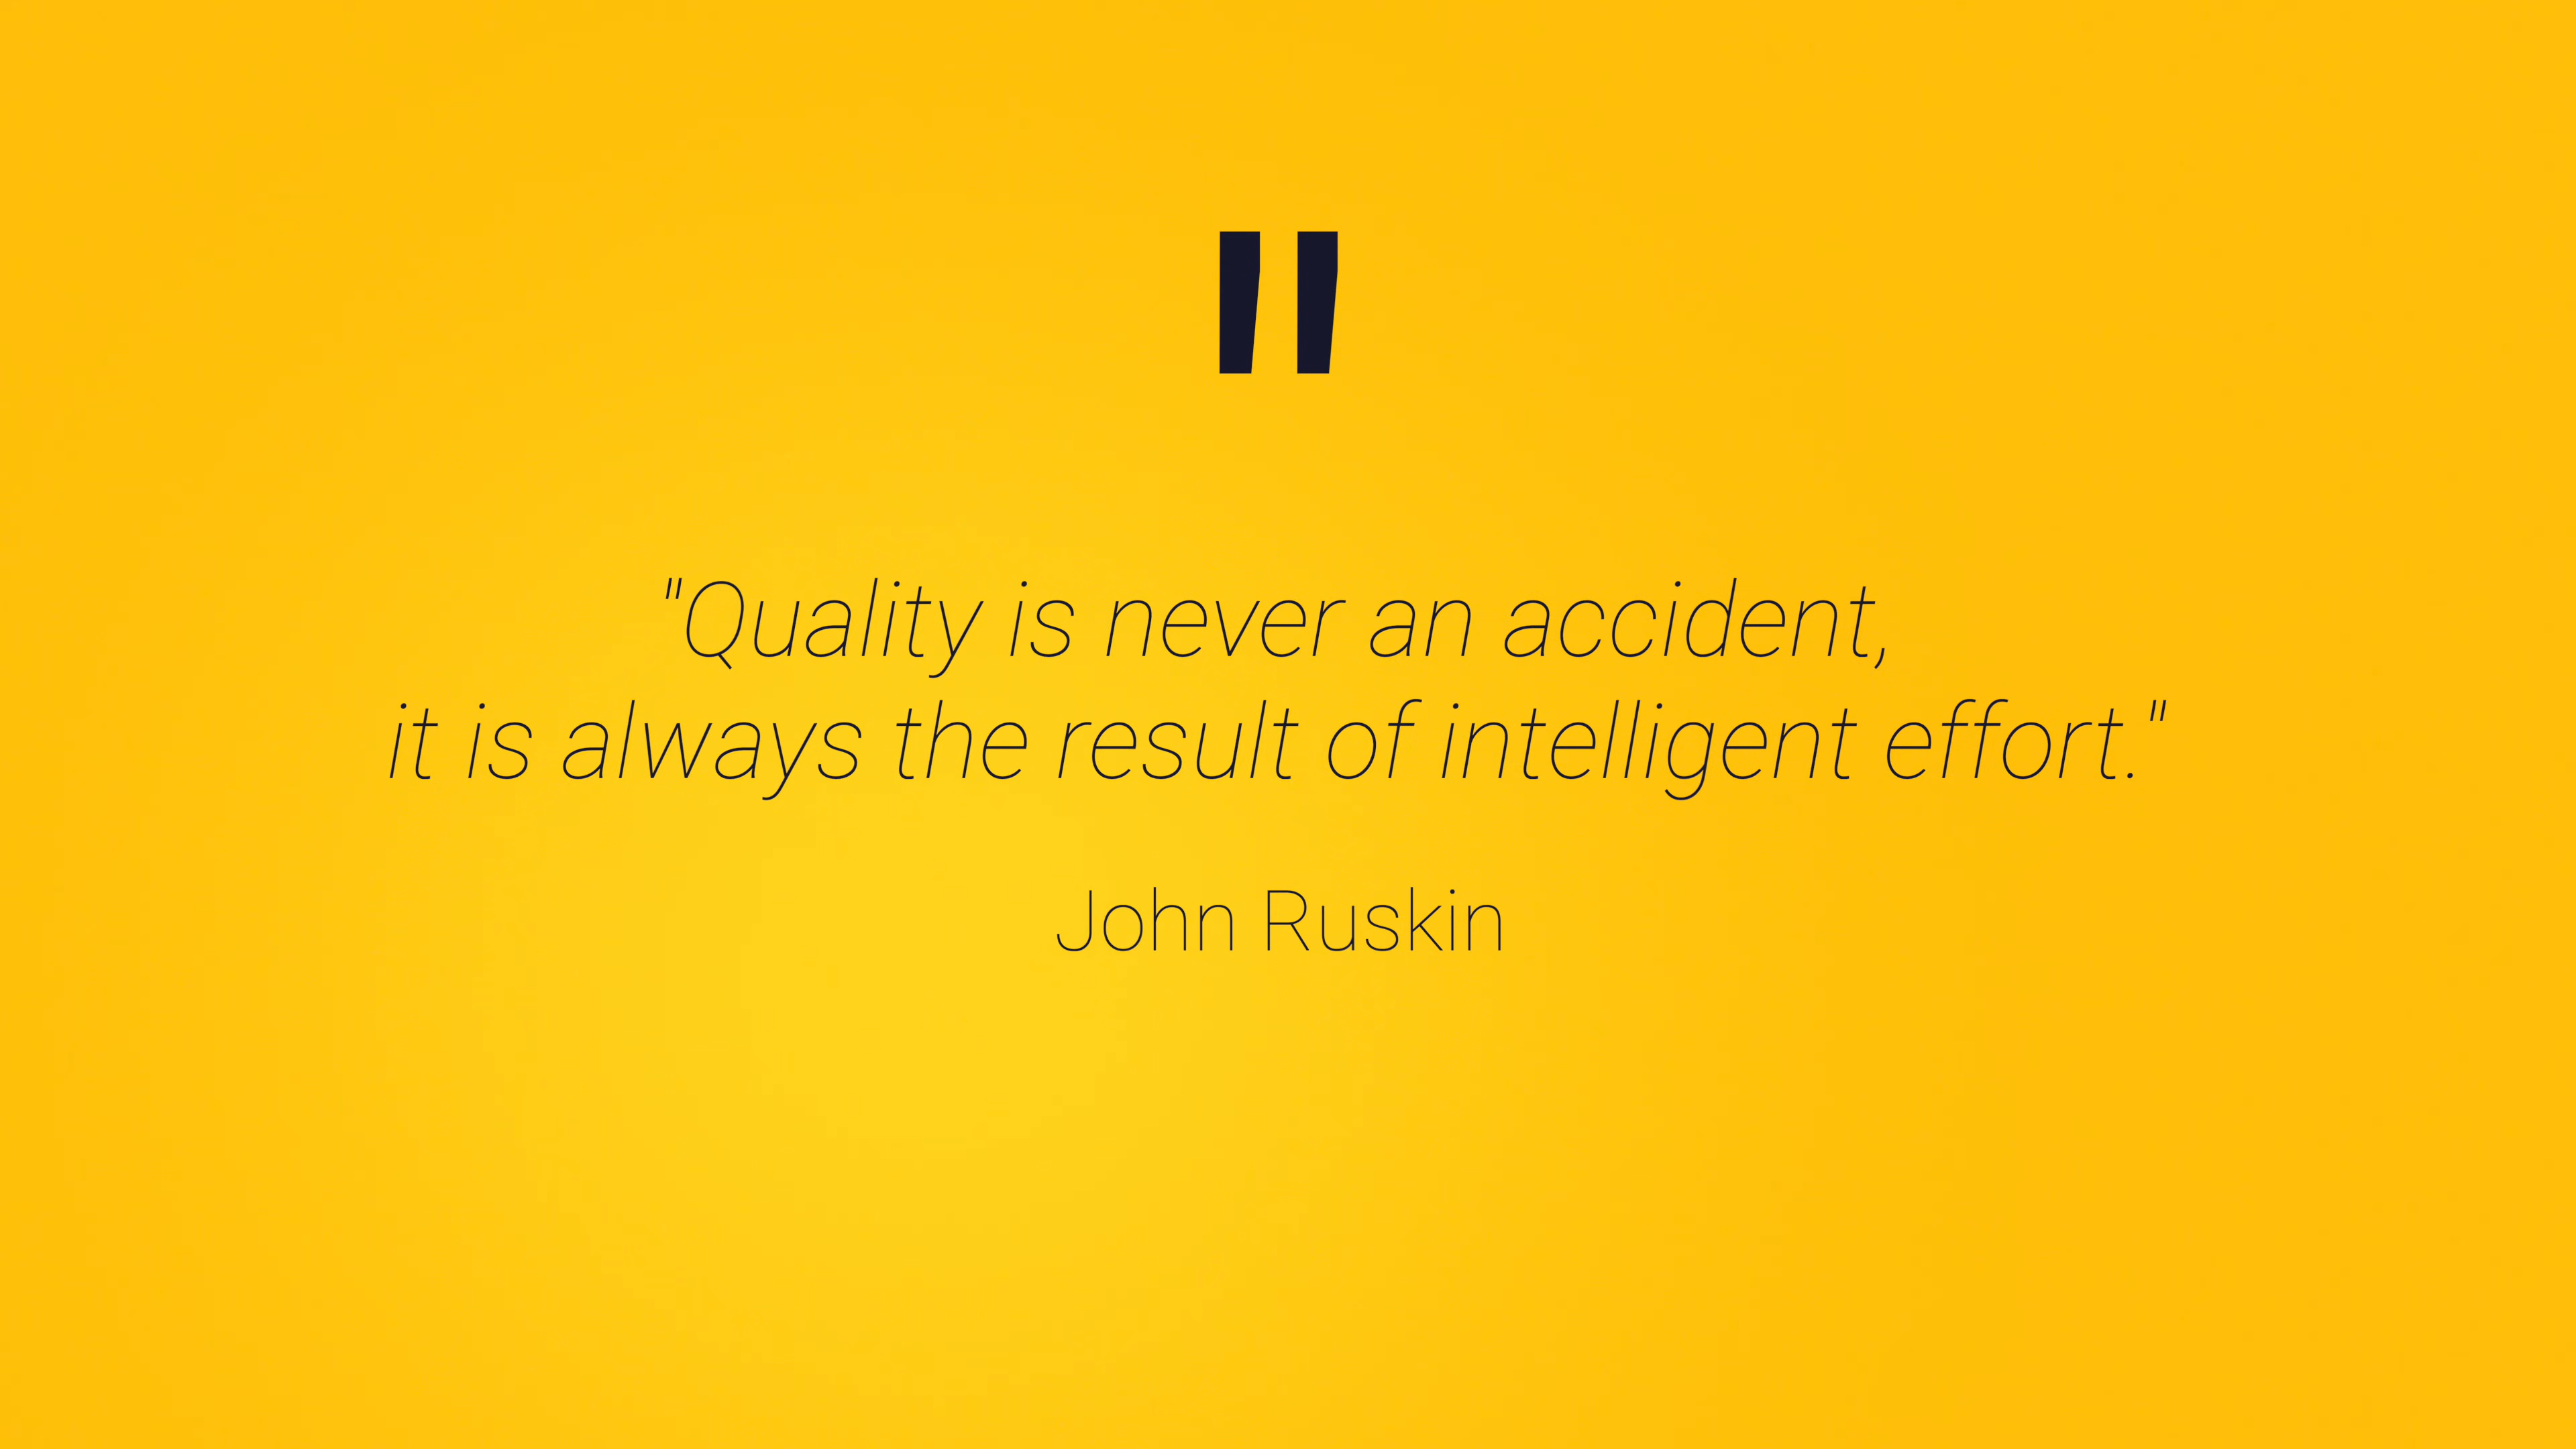 "
"Quality is never an accident,
it is always the result of intelligent effort."
John Ruskin